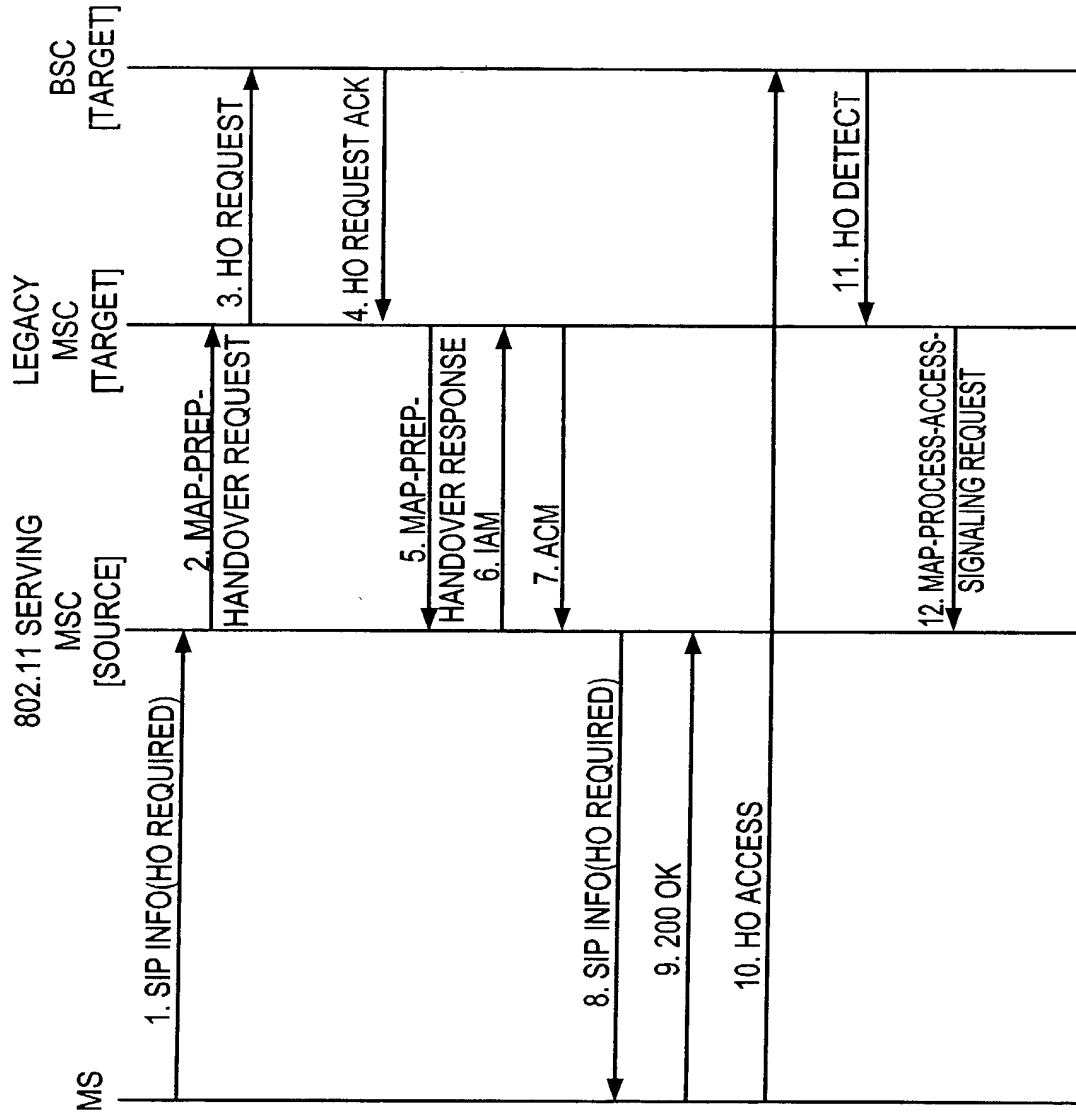 MS
802.11 SERVING
MSC
[SOURCE]
LEGACY
MSC
[TARGET]
BSC
[TARGET]
1. SIP INFO(HO REQUIRED)
2. MAP-PREP-
HANDOVER REQUEST
3. HO REQUEST
4. HO REQUEST ACK
5. MAP-PREP-
HANDOVER RESPONSE
6. IAM
7. ACM
8. SIP INFO(HO REQUIRED)
9. 200 OK
10. HO ACCESS
11. HO DETECT
12. MAP-PROCESS-ACCESS-
SIGNALING REQUEST